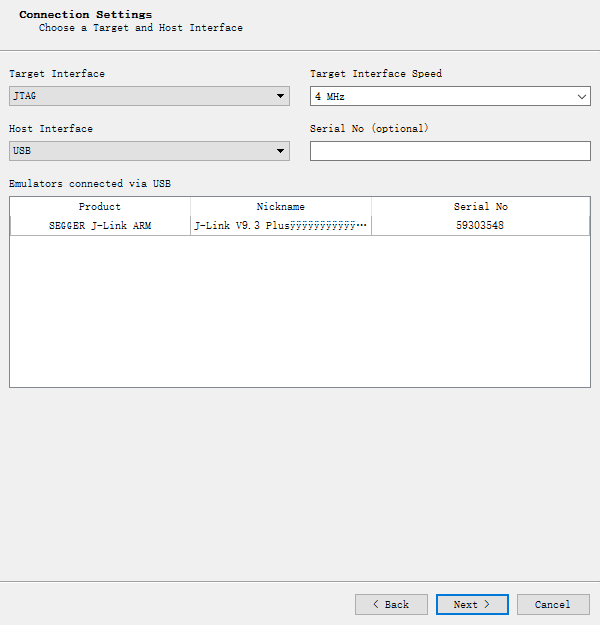 Connection Settings
Choose a Target and Host Interface
Target Interface
Target Interface Speed
JTAG
4 MHz
Host Interface
Serial No (optional)
USB
Emulators connected via USB
Product Nickname Serial No
SEGGER J-Link ARM J-Link V9.3 Plusÿÿÿÿÿÿÿÿÿÿÿ… 59303548
< Back Next > Cancel